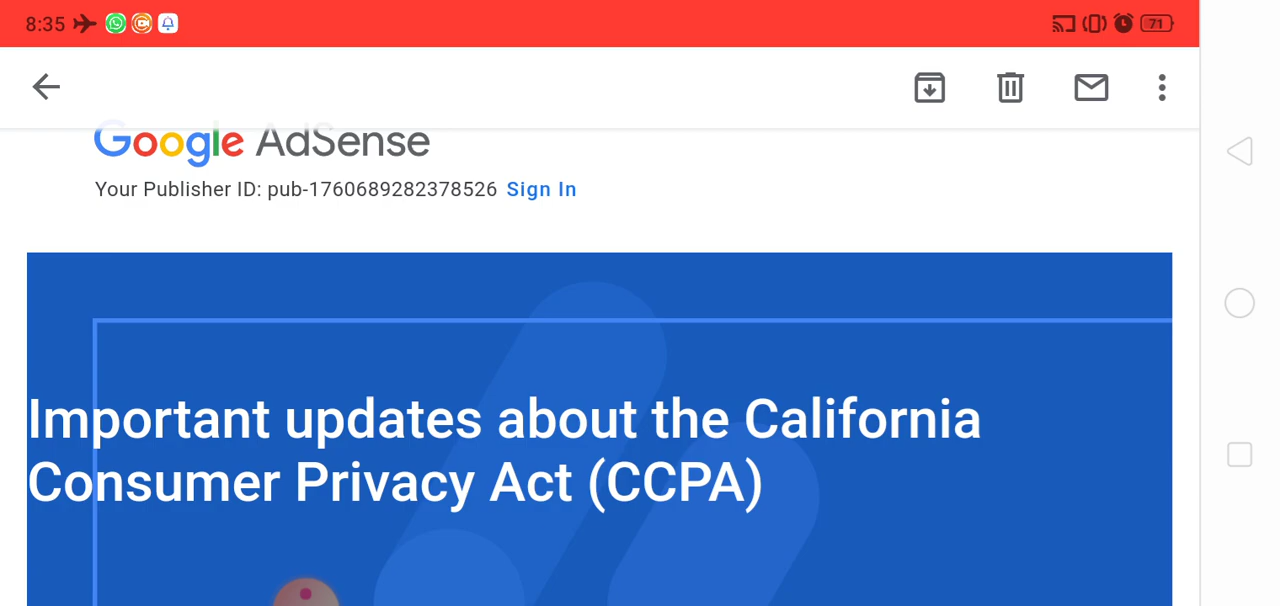 8:35
71
Google AdSense
Your Publisher ID: pub-1760689282378526 Sign In
Important updates about the California
Consumer Privacy Act (CCPA)